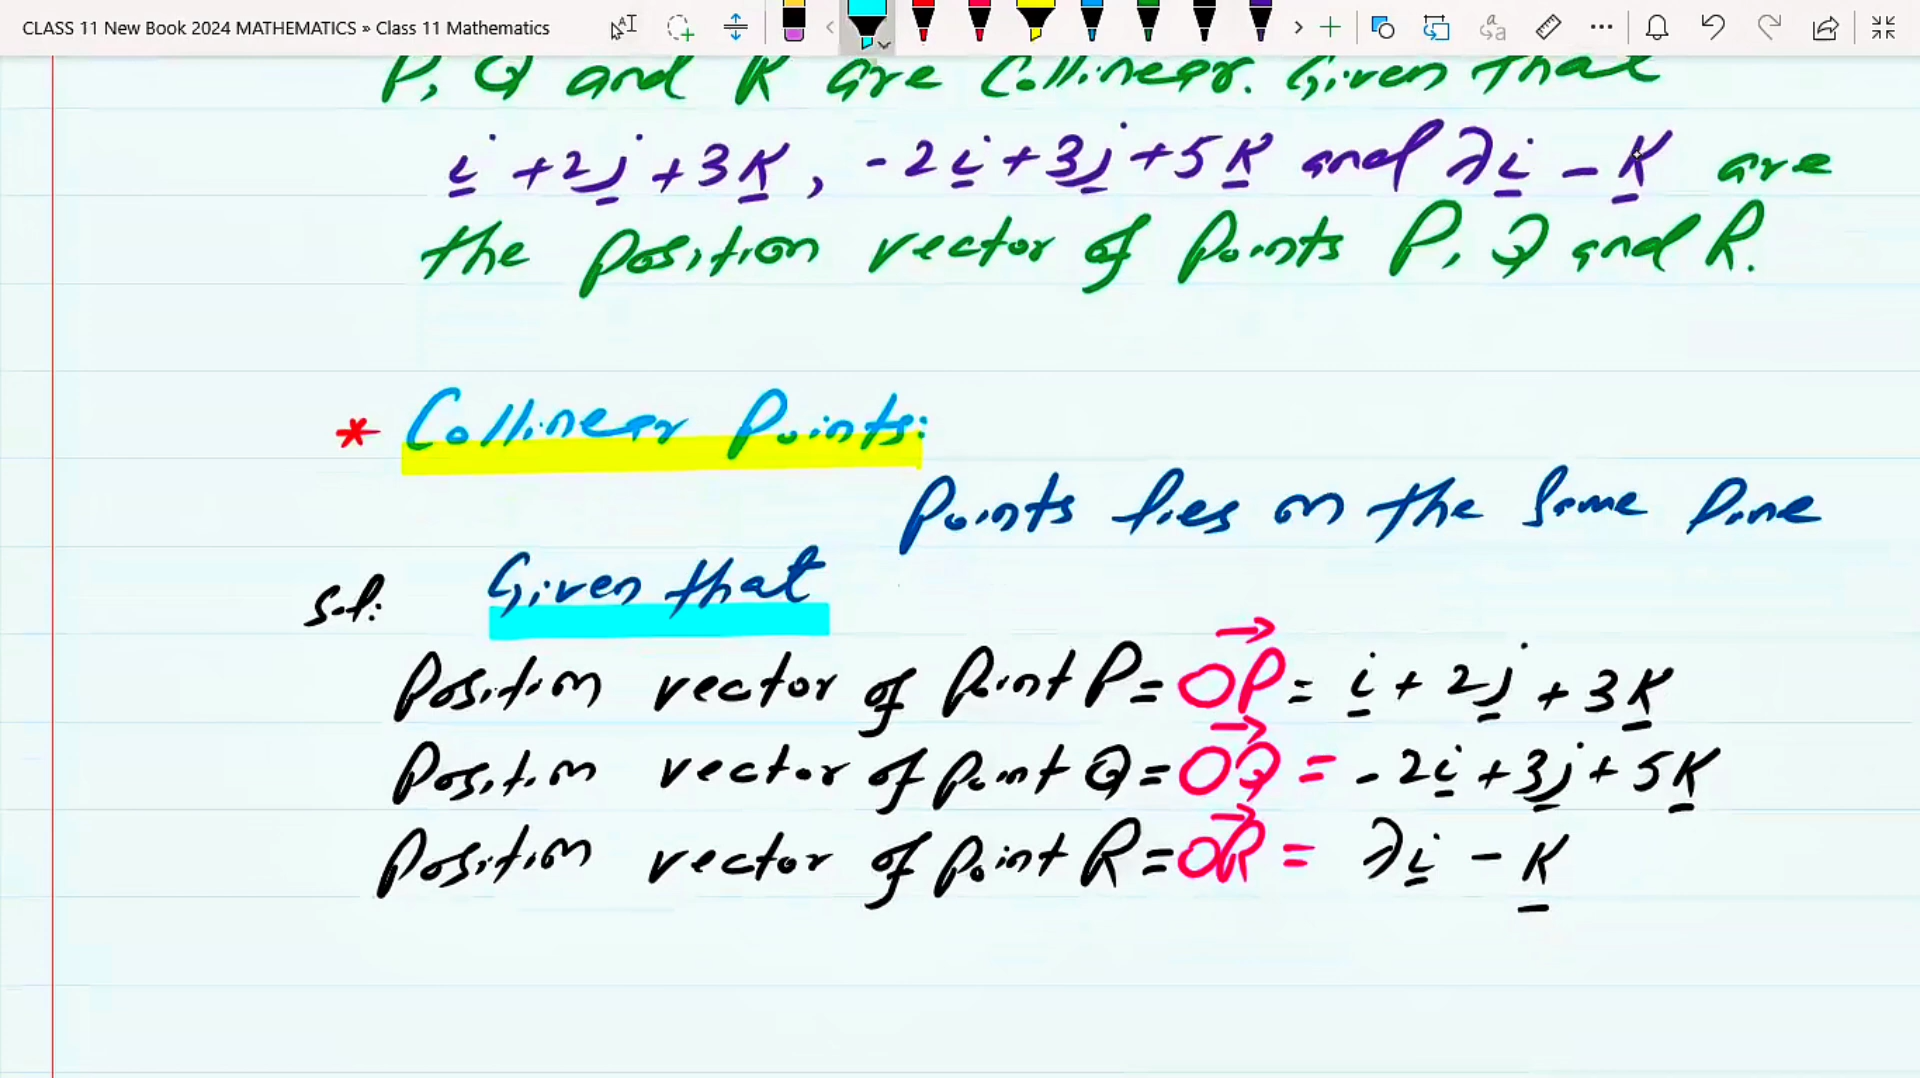 CLASS 11 New Book 2024 MATHEMATICS » Class 11 Mathematics
P, Q and R are Collinear. Given that
i + 2j + 3k, -2i + 3j + 5k and λi - k are
the position vector of points P, Q and R.
* Collinear Points:
Points lies on the Same line
Sol: Given that
Position vector of Point P = OP = i + 2j + 3k
Position vector of point Q = OQ = -2i + 3j + 5k
Position vector of point R = OR = λi - k